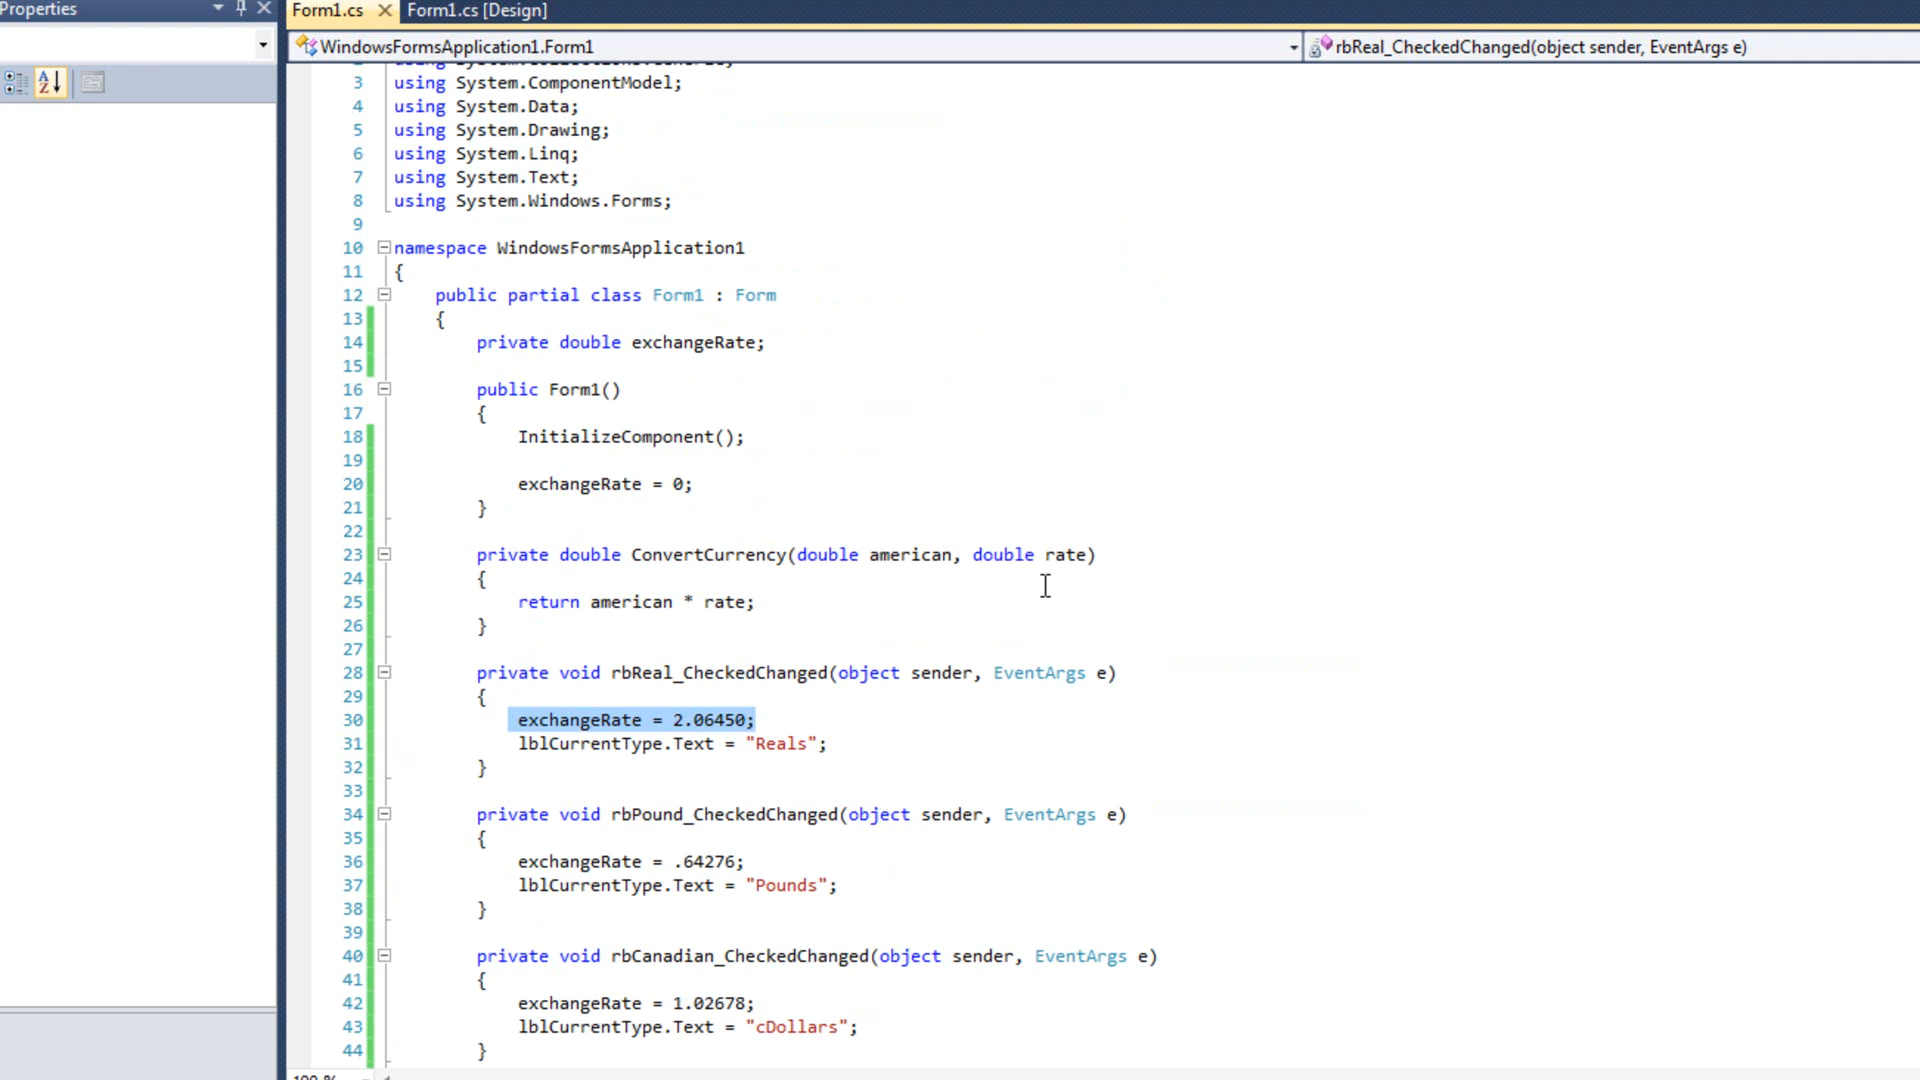 Properties
Form1.cs
Form1.cs [Design]
WindowsFormsApplication1.Form1
rbReal_CheckedChanged(object sender, EventArgs e)
3 using System.ComponentModel;
4 using System.Data;
5 using System.Drawing;
6 using System.Linq;
7 using System.Text;
8 using System.Windows.Forms;
9
10 namespace WindowsFormsApplication1
11 {
12 public partial class Form1 : Form
13 {
14 private double exchangeRate;
15
16 public Form1()
17 {
18 InitializeComponent();
19
20 exchangeRate = 0;
21 }
22
23 private double ConvertCurrency(double american, double rate)
24 {
25 return american * rate;
26 }
27
28 private void rbReal_CheckedChanged(object sender, EventArgs e)
29 {
30 exchangeRate = 2.06450;
31 lblCurrentType.Text = "Reals";
32 }
33
34 private void rbPound_CheckedChanged(object sender, EventArgs e)
35 {
36 exchangeRate = .64276;
37 lblCurrentType.Text = "Pounds";
38 }
39
40 private void rbCanadian_CheckedChanged(object sender, EventArgs e)
41 {
42 exchangeRate = 1.02678;
43 lblCurrentType.Text = "cDollars";
44 }